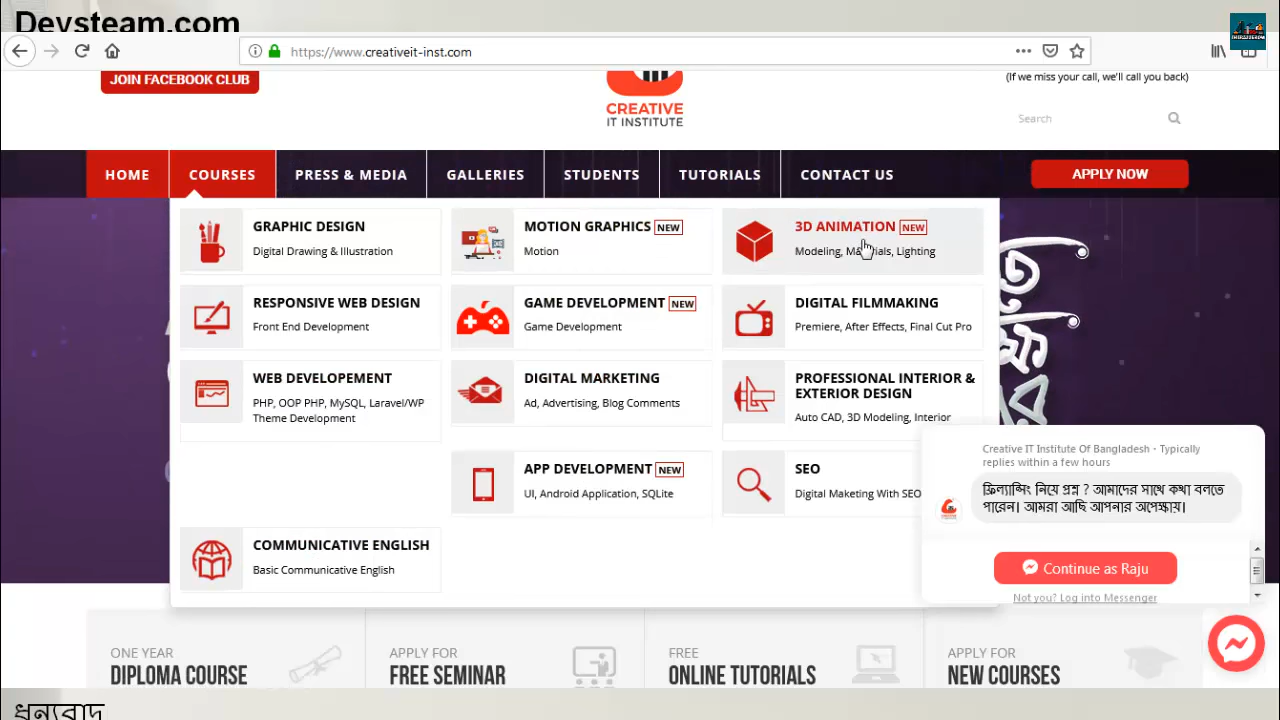 Devsteam.com
https://www.creativeit-inst.com
JOIN FACEBOOK CLUB
CREATIVE
IT INSTITUTE
(If we miss your call, we'll call you back)
Search
HOME
COURSES
PRESS & MEDIA
GALLERIES
STUDENTS
TUTORIALS
CONTACT US
APPLY NOW
GRAPHIC DESIGN
Digital Drawing & Illustration
MOTION GRAPHICS NEW
Motion
3D ANIMATION NEW
Modeling, Lighting
RESPONSIVE WEB DESIGN
Front End Development
GAME DEVELOPMENT NEW
Game Development
DIGITAL FILMMAKING
Premiere, After Effects, Final Cut Pro
WEB DEVELOPEMENT
PHP, OOP PHP, MySQL, Laravel/WP
Theme Development
DIGITAL MARKETING
Ad, Advertising, Blog Comments
PROFESSIONAL INTERIOR &
EXTERIOR DESIGN
Auto CAD, 3D Modeling, Interior
APP DEVELOPMENT NEW
UI, Android Application, SQLite
SEO
Digital Maketing With SEO
COMMUNICATIVE ENGLISH
Basic Communicative English
Creative IT Institute Of Bangladesh - Typically
replies within a few hours
ফ্রিল্যান্সিং নিয়ে প্রশ্ন ? আমাদের সাথে কথা বলতে
পারেন। আমরা আছি আপনার অপেক্ষায়।
Continue as Raju
Not you? Log into Messenger
ONE YEAR
DIPLOMA COURSE
APPLY FOR
FREE SEMINAR
FREE
ONLINE TUTORIALS
APPLY FOR
NEW COURSES
ধন্যবাদ